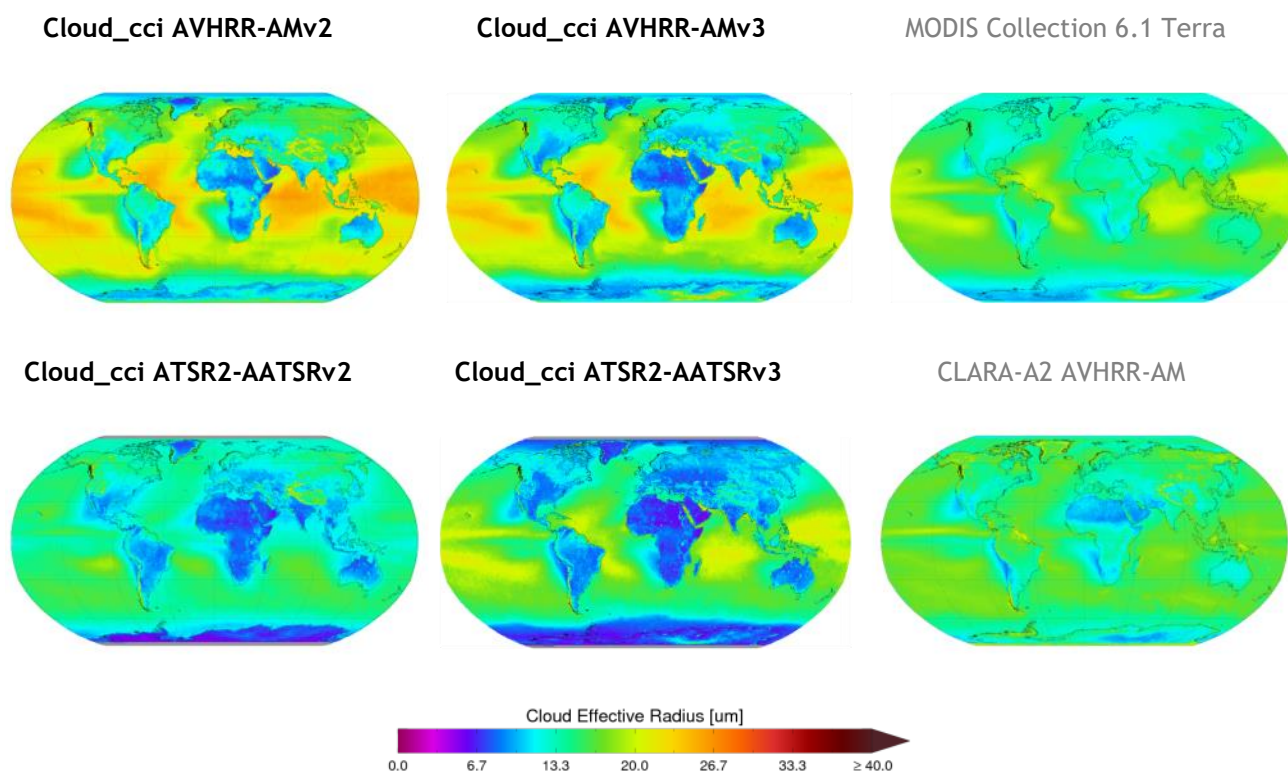 Cloud_cci AVHRR-AMv2
Cloud_cci AVHRR-AMv3
MODIS Collection 6.1 Terra
Cloud_cci ATSR2-AATSRv2
Cloud_cci ATSR2-AATSRv3
CLARA-A2 AVHRR-AM
Cloud Effective Radius [um]
0.0 6.7 13.3 20.0 26.7 33.3 ≥ 40.0